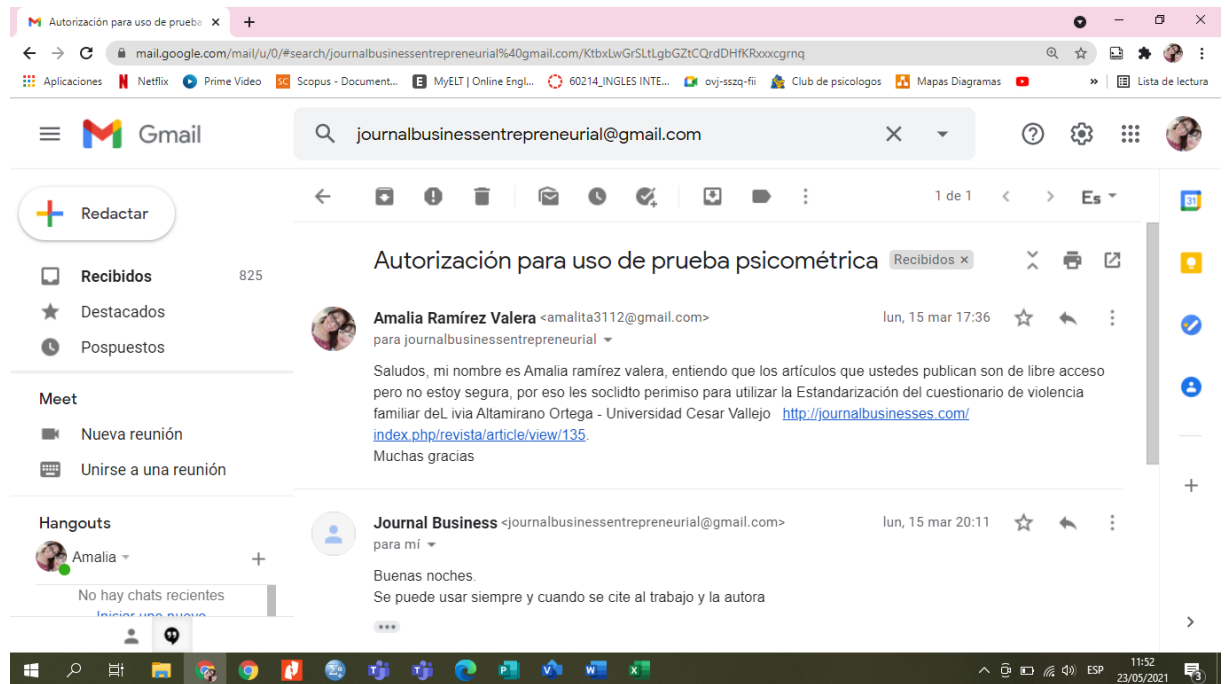 Autorización para uso de prueba
mail.google.com/mail/u/0/#search/journalbusinessentrepreneurial%40gmail.com/KtbxLwGrSLtLgbGZtCQrdDHfKRxxxcgrnq
Aplicaciones Netflix Prime Video Scopus - Document... MyELT | Online Engl... 60214_INGLES INTE... ovj-sszq-fii Club de psicologos Mapas Diagramas » Lista de lectura
Gmail
journalbusinessentrepreneurial@gmail.com
Redactar
1 de 1
Es
31
Recibidos 825
Destacados
Pospuestos
Meet
Nueva reunión
Unirse a una reunión
Hangouts
Amalia
No hay chats recientes
Iniciar uno nuevo
Autorización para uso de prueba psicométrica
Recibidos ×
Amalia Ramírez Valera <amalita3112@gmail.com>
lun, 15 mar 17:36
para journalbusinessentrepreneurial
Saludos, mi nombre es Amalia ramírez valera, entiendo que los artículos que ustedes publican son de libre acceso
pero no estoy segura, por eso les soclidto perimiso para utilizar la Estandarización del cuestionario de violencia
familiar deL ivia Altamirano Ortega - Universidad Cesar Vallejo http://journalbusinesses.com/
index.php/revista/article/view/135.
Muchas gracias
Journal Business <journalbusinessentrepreneurial@gmail.com>
lun, 15 mar 20:11
para mí
Buenas noches.
Se puede usar siempre y cuando se cite al trabajo y la autora
ESP
11:52
23/05/2021
3